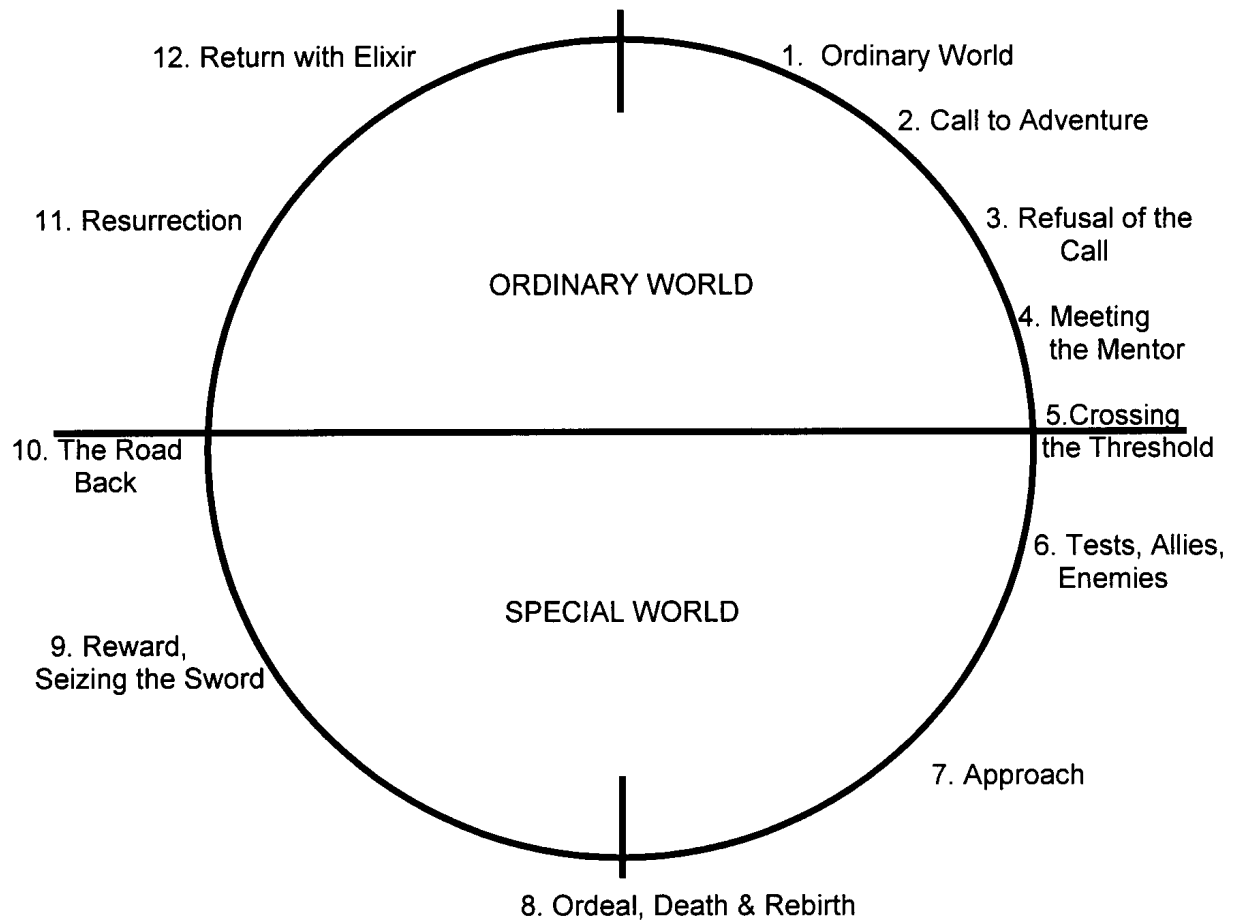 12. Return with Elixir
1. Ordinary World
2. Call to Adventure
11. Resurrection
3. Refusal of the
Call
ORDINARY WORLD
4. Meeting
the Mentor
5.Crossing
the Threshold
10. The Road
Back
6. Tests, Allies,
Enemies
SPECIAL WORLD
9. Reward,
Seizing the Sword
7. Approach
8. Ordeal, Death & Rebirth